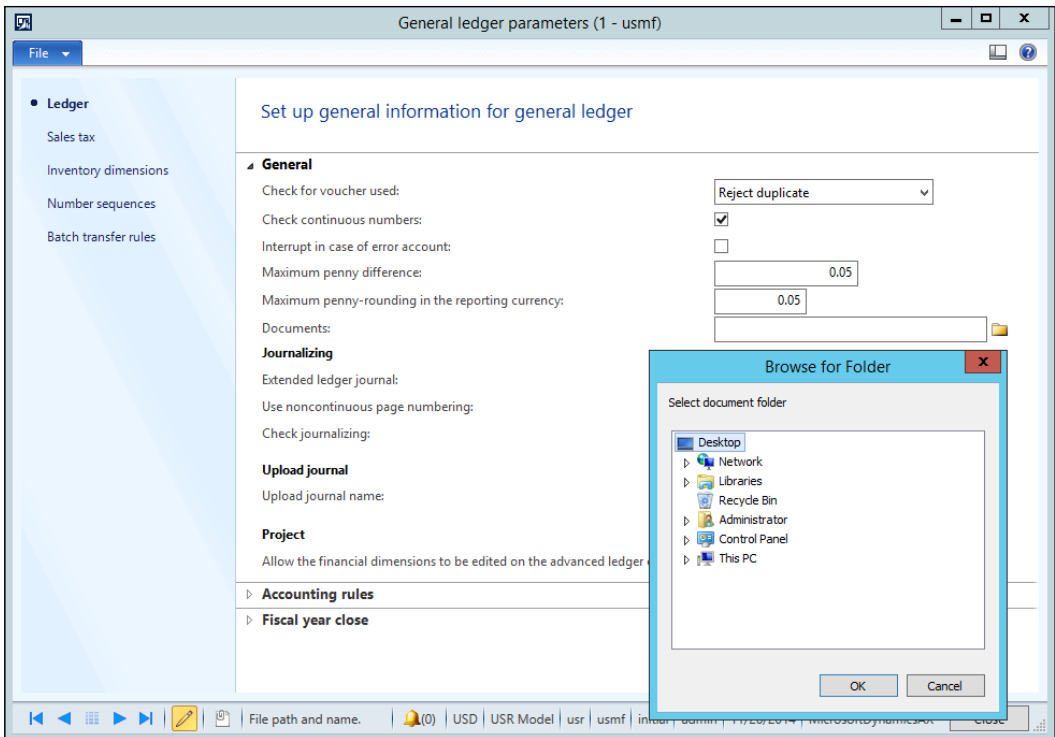 General ledger parameters (1 - usmf)
File
Ledger
Sales tax
Inventory dimensions
Number sequences
Batch transfer rules
Set up general information for general ledger
General
Check for voucher used:
Reject duplicate
Check continuous numbers:
Interrupt in case of error account:
Maximum penny difference:
0.05
Maximum penny-rounding in the reporting currency:
0.05
Documents:
Journalizing
Extended ledger journal:
Use noncontinuous page numbering:
Check journalizing:
Upload journal
Upload journal name:
Project
Allow the financial dimensions to be edited on the advanced ledger
Accounting rules
Fiscal year close
Browse for Folder
Select document folder
Desktop
Network
Libraries
Recycle Bin
Administrator
Control Panel
This PC
OK
Cancel
File path and name.
(0)
USD
USR Model
usr
usmf
Close